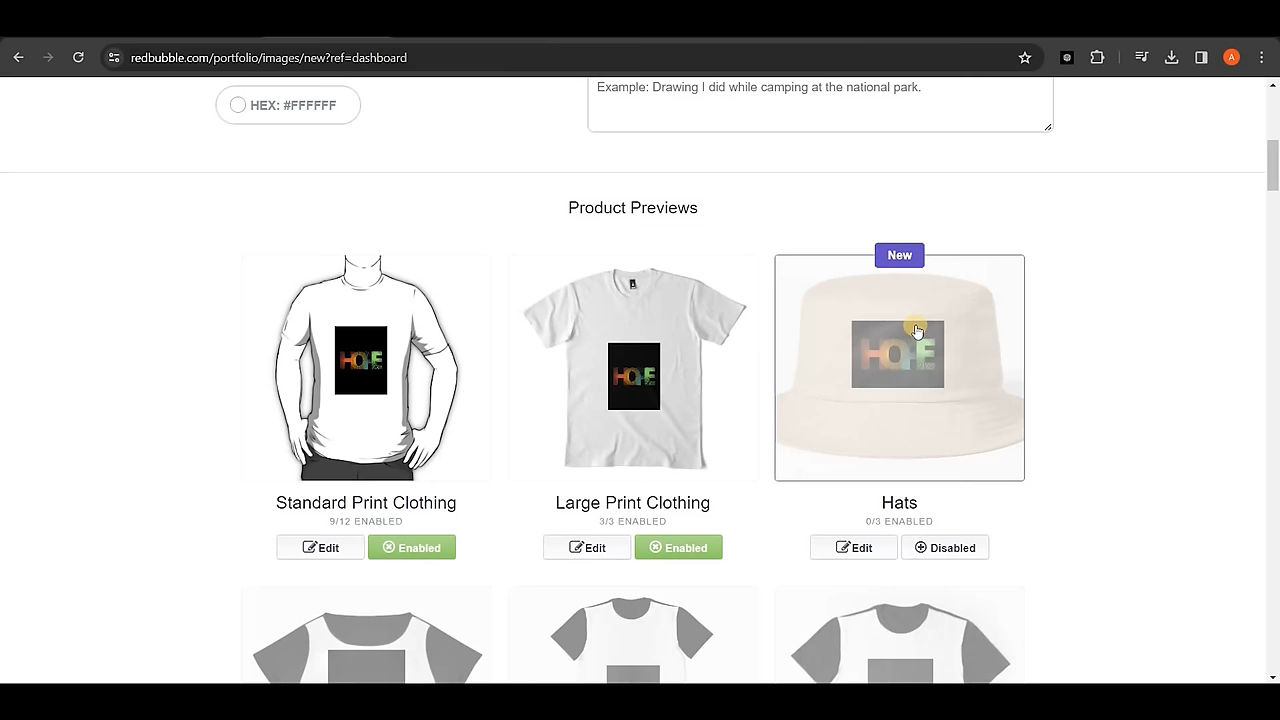 redbubble.com/portfolio/images/new?ref=dashboard
A
HEX: #FFFFFF
Example: Drawing I did while camping at the national park.
Product Previews
New
HOPE
HOPE
HOPE
Standard Print Clothing
Large Print Clothing
Hats
9/12 ENABLED
3/3 ENABLED
0/3 ENABLED
Edit
Enabled
Edit
Enabled
Edit
Disabled